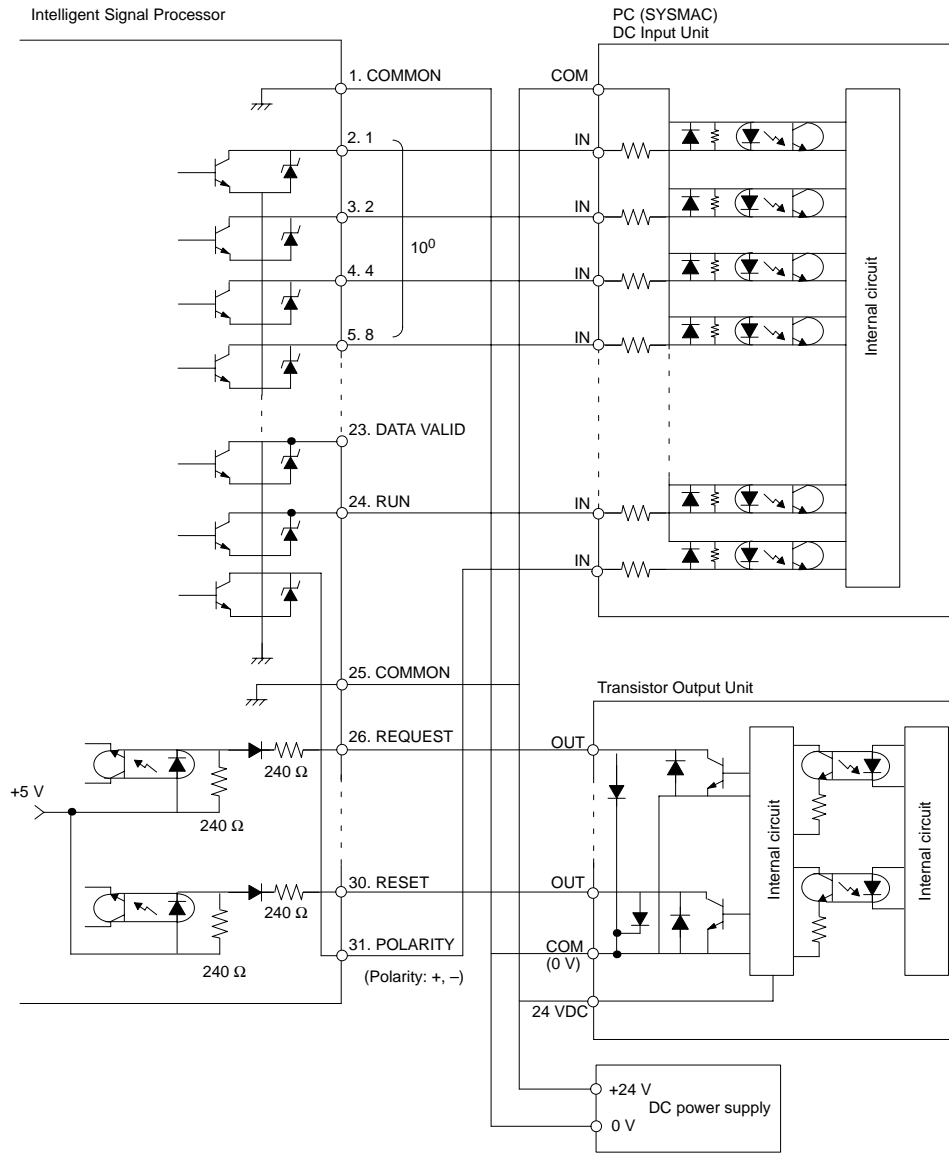 Intelligent Signal Processor
PC (SYSMAC)
DC Input Unit
1. COMMON
COM
2. 1
IN
3. 2
IN
10⁰
4. 4
IN
5. 8
IN
Internal circuit
23. DATA VALID
24. RUN
IN
IN
25. COMMON
Transistor Output Unit
26. REQUEST
OUT
240 Ω
+5 V
240 Ω
Internal circuit
Internal circuit
30. RESET
OUT
240 Ω
31. POLARITY
COM
(0 V)
240 Ω
(Polarity: +, –)
24 VDC
+24 V
DC power supply
0 V